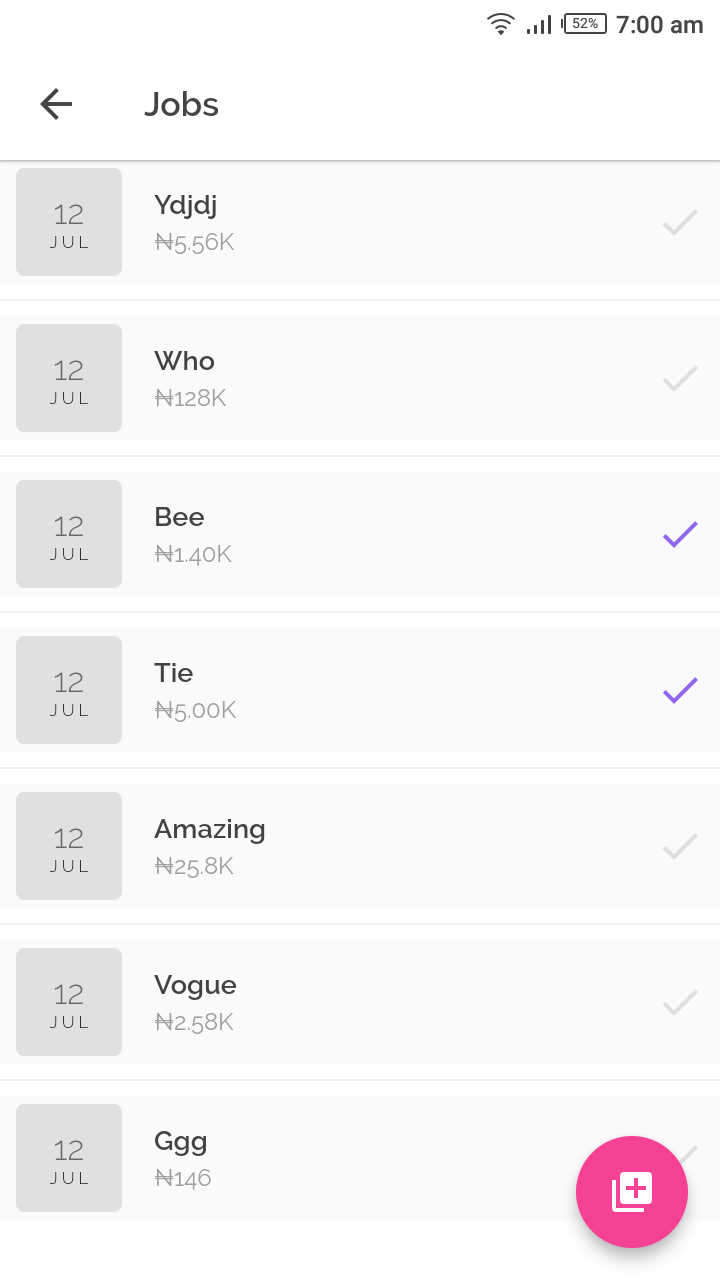 52% 7:00 am
Jobs
12
JUL
Ydjdj
₦5.56K
12
JUL
Who
₦128K
12
JUL
Bee
₦1.40K
12
JUL
Tie
₦5.00K
12
JUL
Amazing
₦25.8K
12
JUL
Vogue
₦2.58K
12
JUL
Ggg
₦146